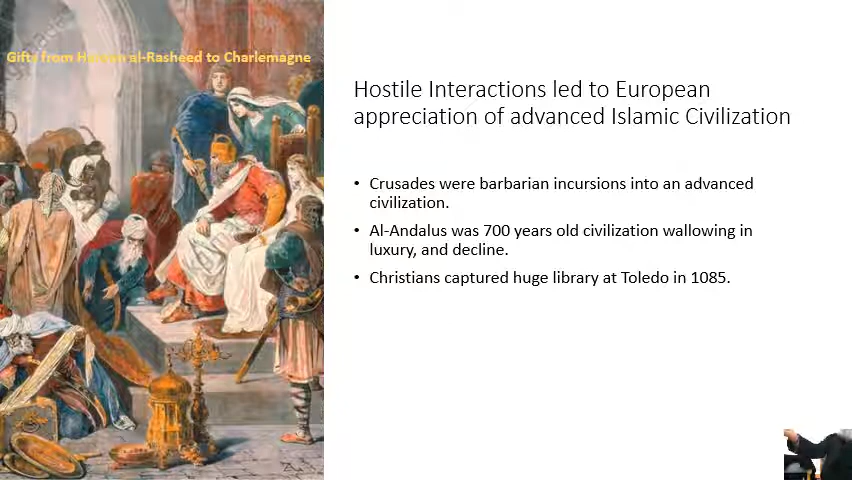 Gifts from Haroon al-Rasheed to Charlemagne
Hostile Interactions led to European
appreciation of advanced Islamic Civilization
• Crusades were barbarian incursions into an advanced
civilization.
• Al-Andalus was 700 years old civilization wallowing in
luxury, and decline.
• Christians captured huge library at Toledo in 1085.